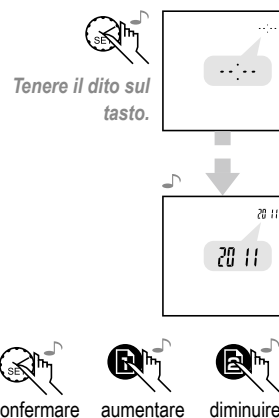 SET
Tenere il dito sul
tasto.
--:--
--:--
2011
2011
SET
onfermare aumentare diminuire